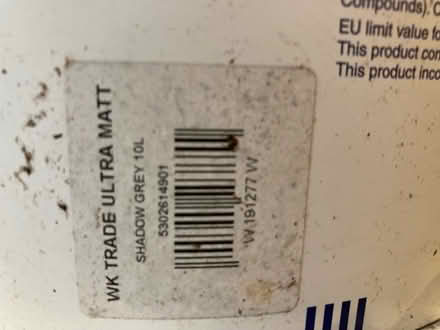 WK TRADE ULTRA MATT
SHADOW GREY 10L
5302614901
W 191277 W
Compounds). C
EU limit value fo
This product con
This product inco